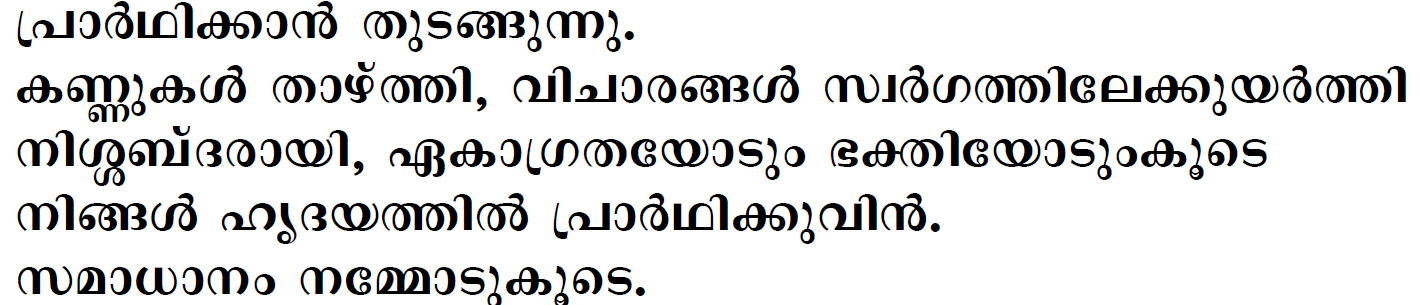 പ്രാർഥിക്കാൻ തുടങ്ങുന്നു.
കണ്ണുകൾ താഴ്ത്തി, വിചാരങ്ങൾ സ്വർഗത്തിലേക്കുയർത്തി
നിശ്ശബ്ദരായി, ഏകാഗ്രതയോടും ഭക്തിയോടുംകൂടെ
നിങ്ങൾ ഹൃദയത്തിൽ പ്രാർഥിക്കുവിൻ.
സമാധാനം നമ്മോടുകൂടെ.